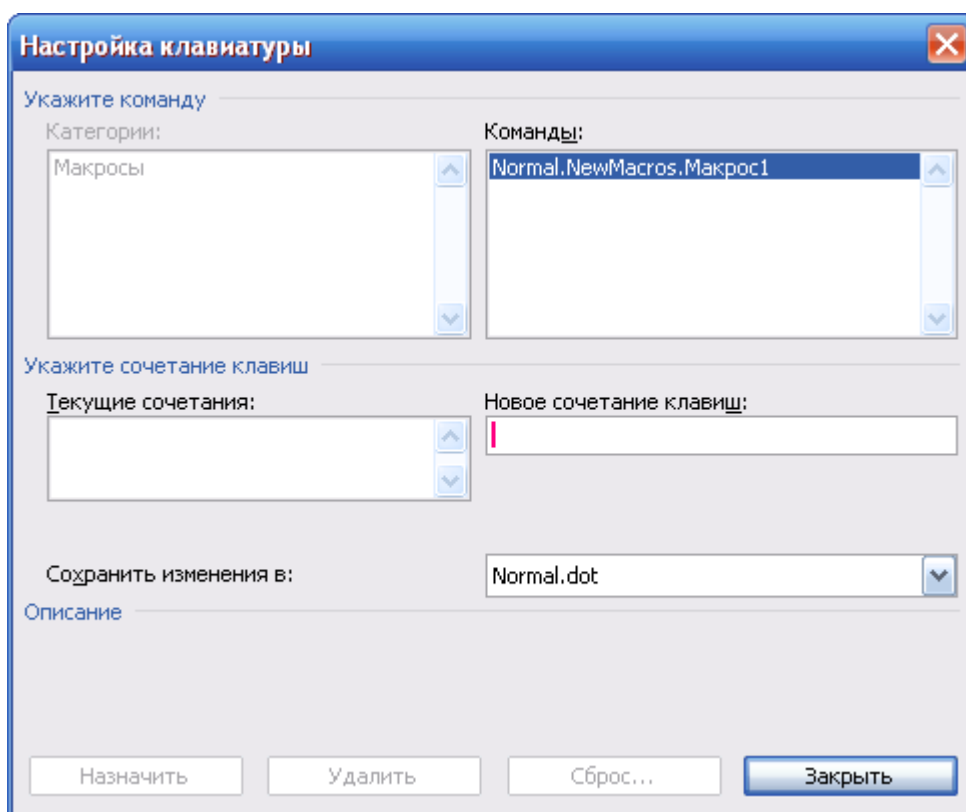 Настройка клавиатуры
Укажите команду
Категории:
Команды:
Макросы
Normal.NewMacros.Макрос1
Укажите сочетание клавиш
Текущие сочетания:
Новое сочетание клавиш:
Сохранить изменения в:
Normal.dot
Описание
Назначить
Удалить
Сброс...
Закрыть